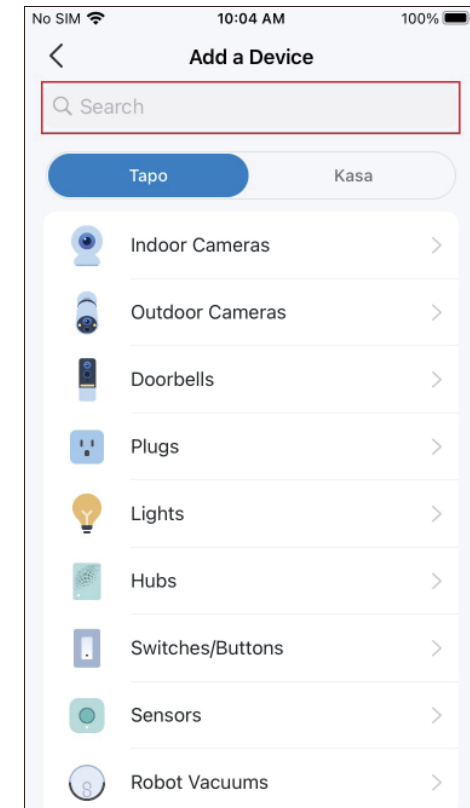 No SIM 10:04 AM 100%
Add a Device
Search
Tapo Kasa
Indoor Cameras
Outdoor Cameras
Doorbells
Plugs
Lights
Hubs
Switches/Buttons
Sensors
Robot Vacuums